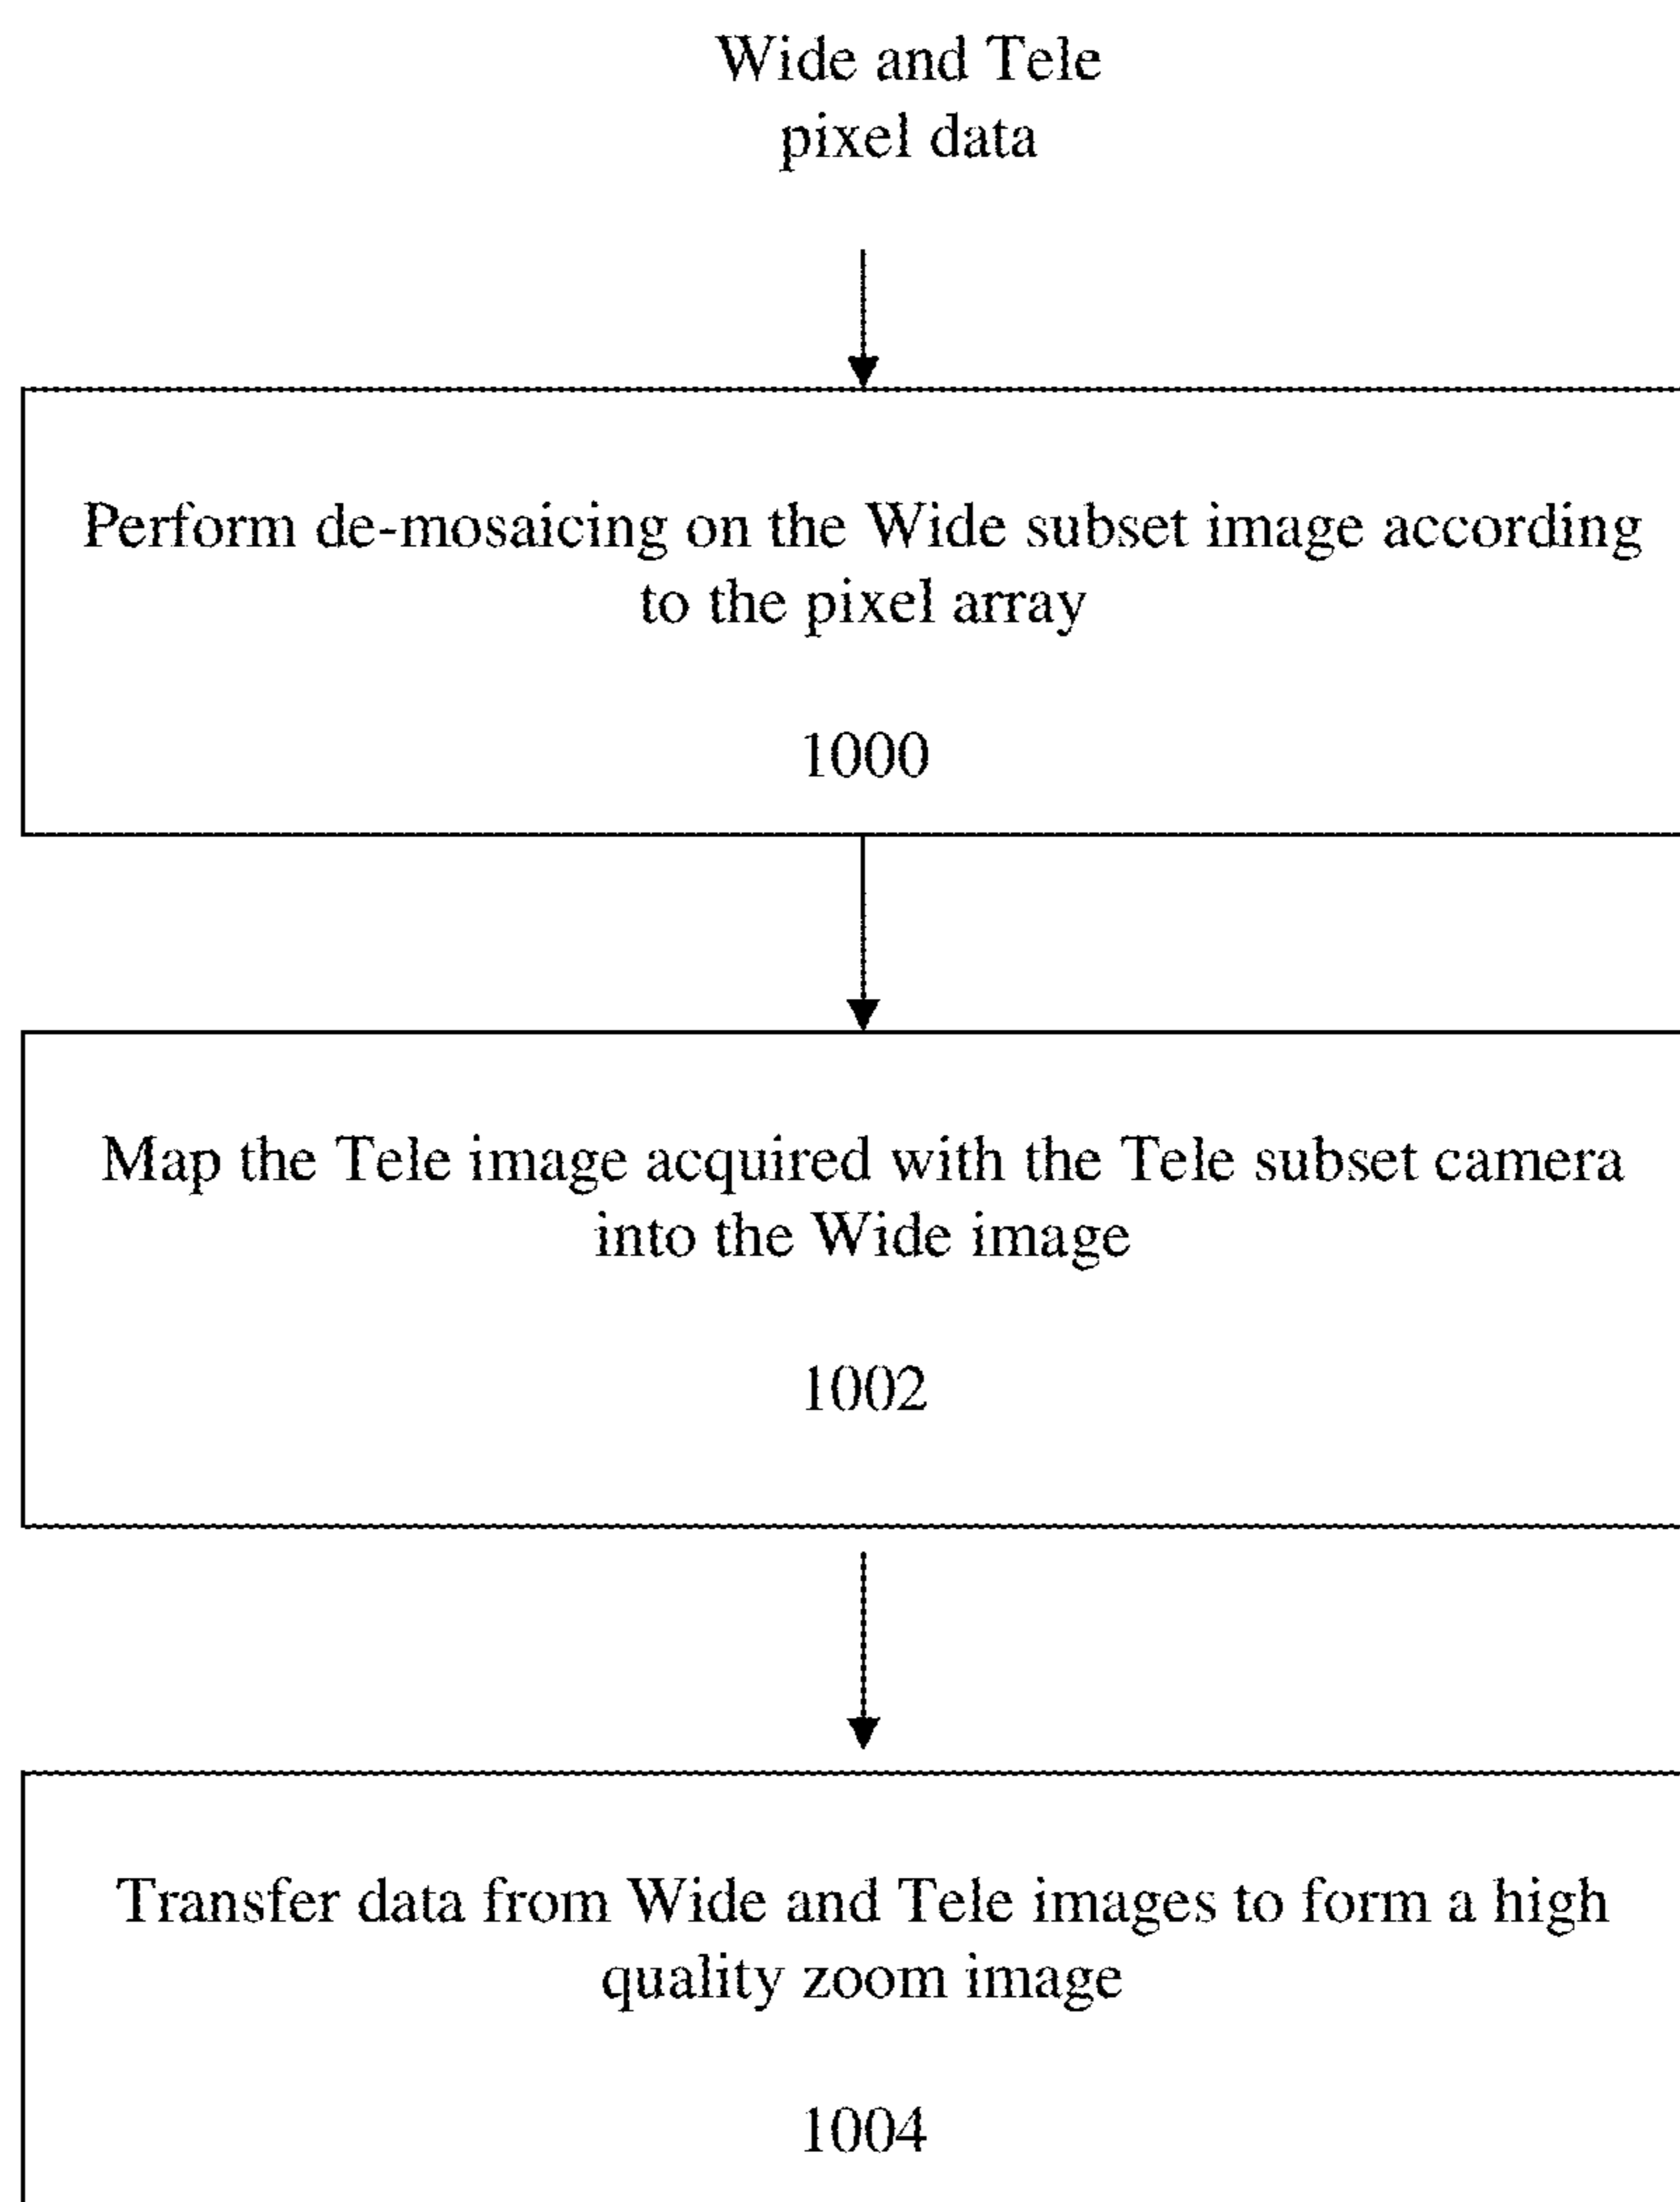 Wide and Tele
pixel data
Perform de-mosaicing on the Wide subset image according
to the pixel array
1000
Map the Tele image acquired with the Tele subset camera
into the Wide image
1002
Transfer data from Wide and Tele images to form a high
quality zoom image
1004